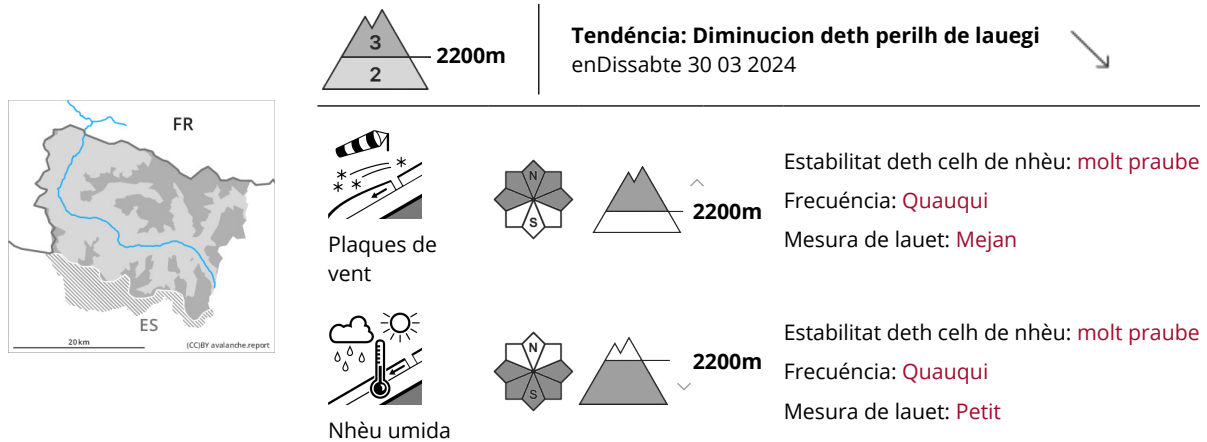 3
2
2200m
Tendéncia: Diminucion deth perilh de lauegi
enDissabte 30 03 2024
FR
ES
20 km
(CC)BY avalanche.report
Plaques de
vent
N
S
2200m
Estabilitat deth celh de nhèu: molt praube
Frecuéncia: Quauqui
Mesura de lauet: Mejan
Nhèu umida
N
S
2200m
Estabilitat deth celh de nhèu: molt praube
Frecuéncia: Quauqui
Mesura de lauet: Petit